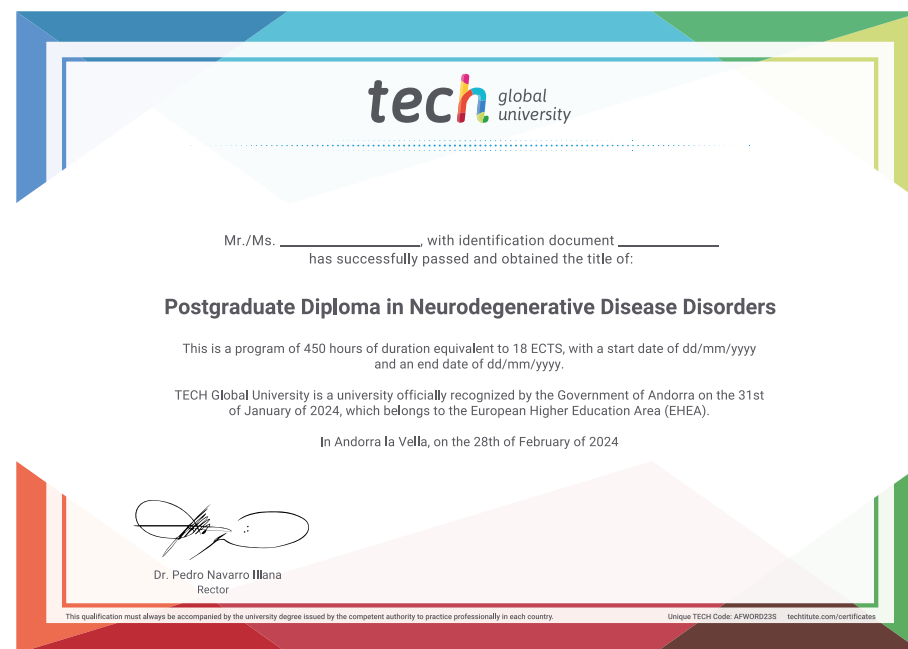 tech global university
Mr./Ms. ____________, with identification document ____________
has successfully passed and obtained the title of:
Postgraduate Diploma in Neurodegenerative Disease Disorders
This is a program of 450 hours of duration equivalent to 18 ECTS, with a start date of dd/mm/yyyy
and an end date of dd/mm/yyyy.
TECH Global University is a university officially recognized by the Government of Andorra on the 31st
of January of 2024, which belongs to the European Higher Education Area (EHEA).
In Andorra la Vella, on the 28th of February of 2024
Dr. Pedro Navarro Illana
Rector
This qualification must always be accompanied by the university degree issued by the competent authority to practice professionally in each country. Unique TECH Code: AFWORD23S techtitute.com/certificates